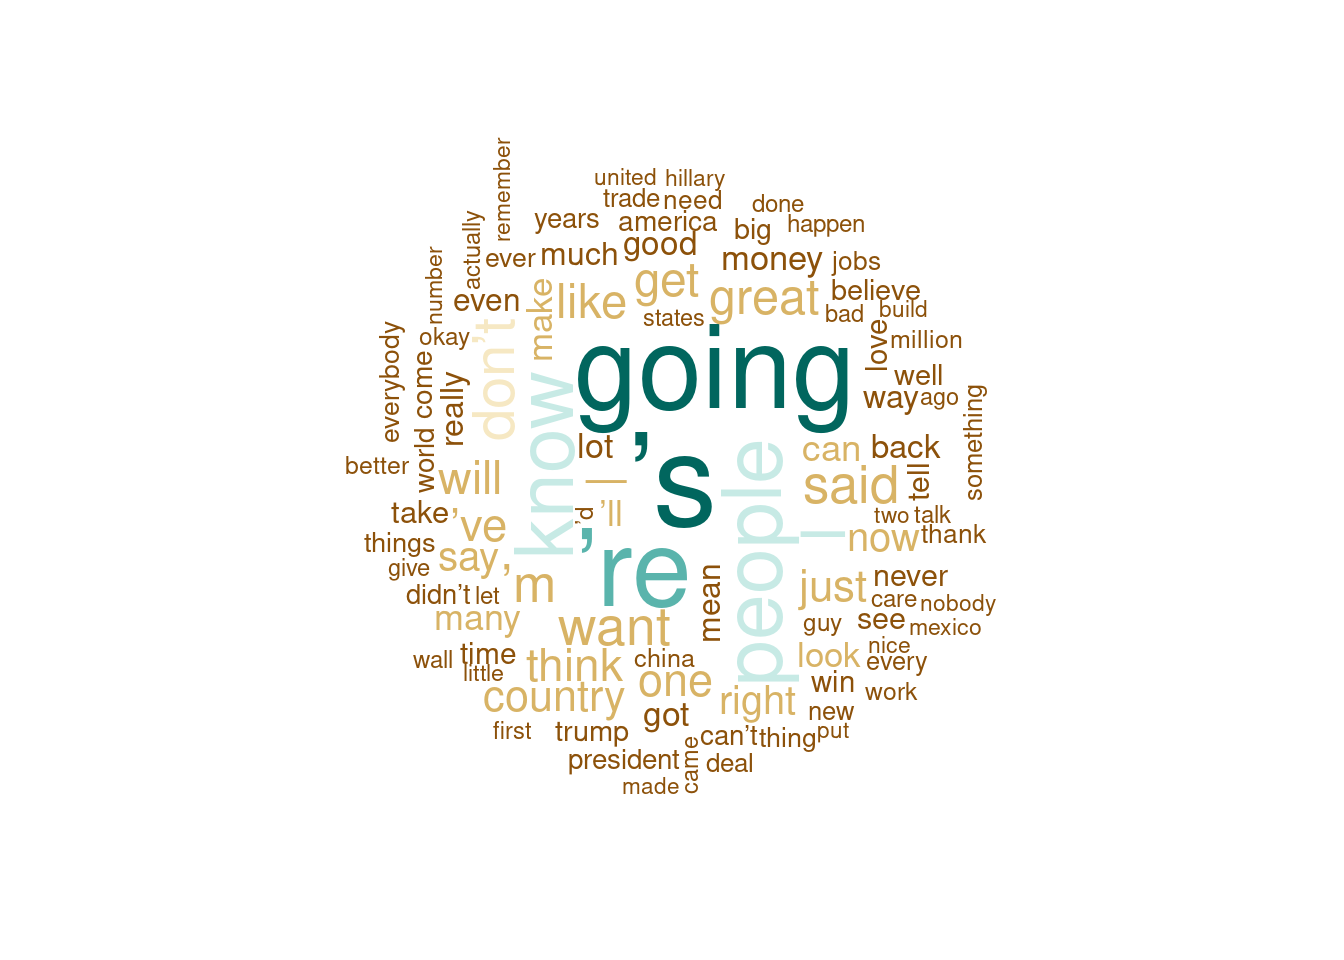 remember
united hillary
trade need done
actually years america big happen
number ever much good money jobs
even make like get great believe
states bad build
everybody okay don’t going love million
world come really know lot ’s people way ago well something
better will — can back
said tell
take ’ve ’d ’ll two talk
things say ’re — now thank
give ’m mean just never
didn’t let care nobody
many want guy see mexico
wall time think china look nice every
little country one right win work
first trump got new
can’t thing put
president came deal
made